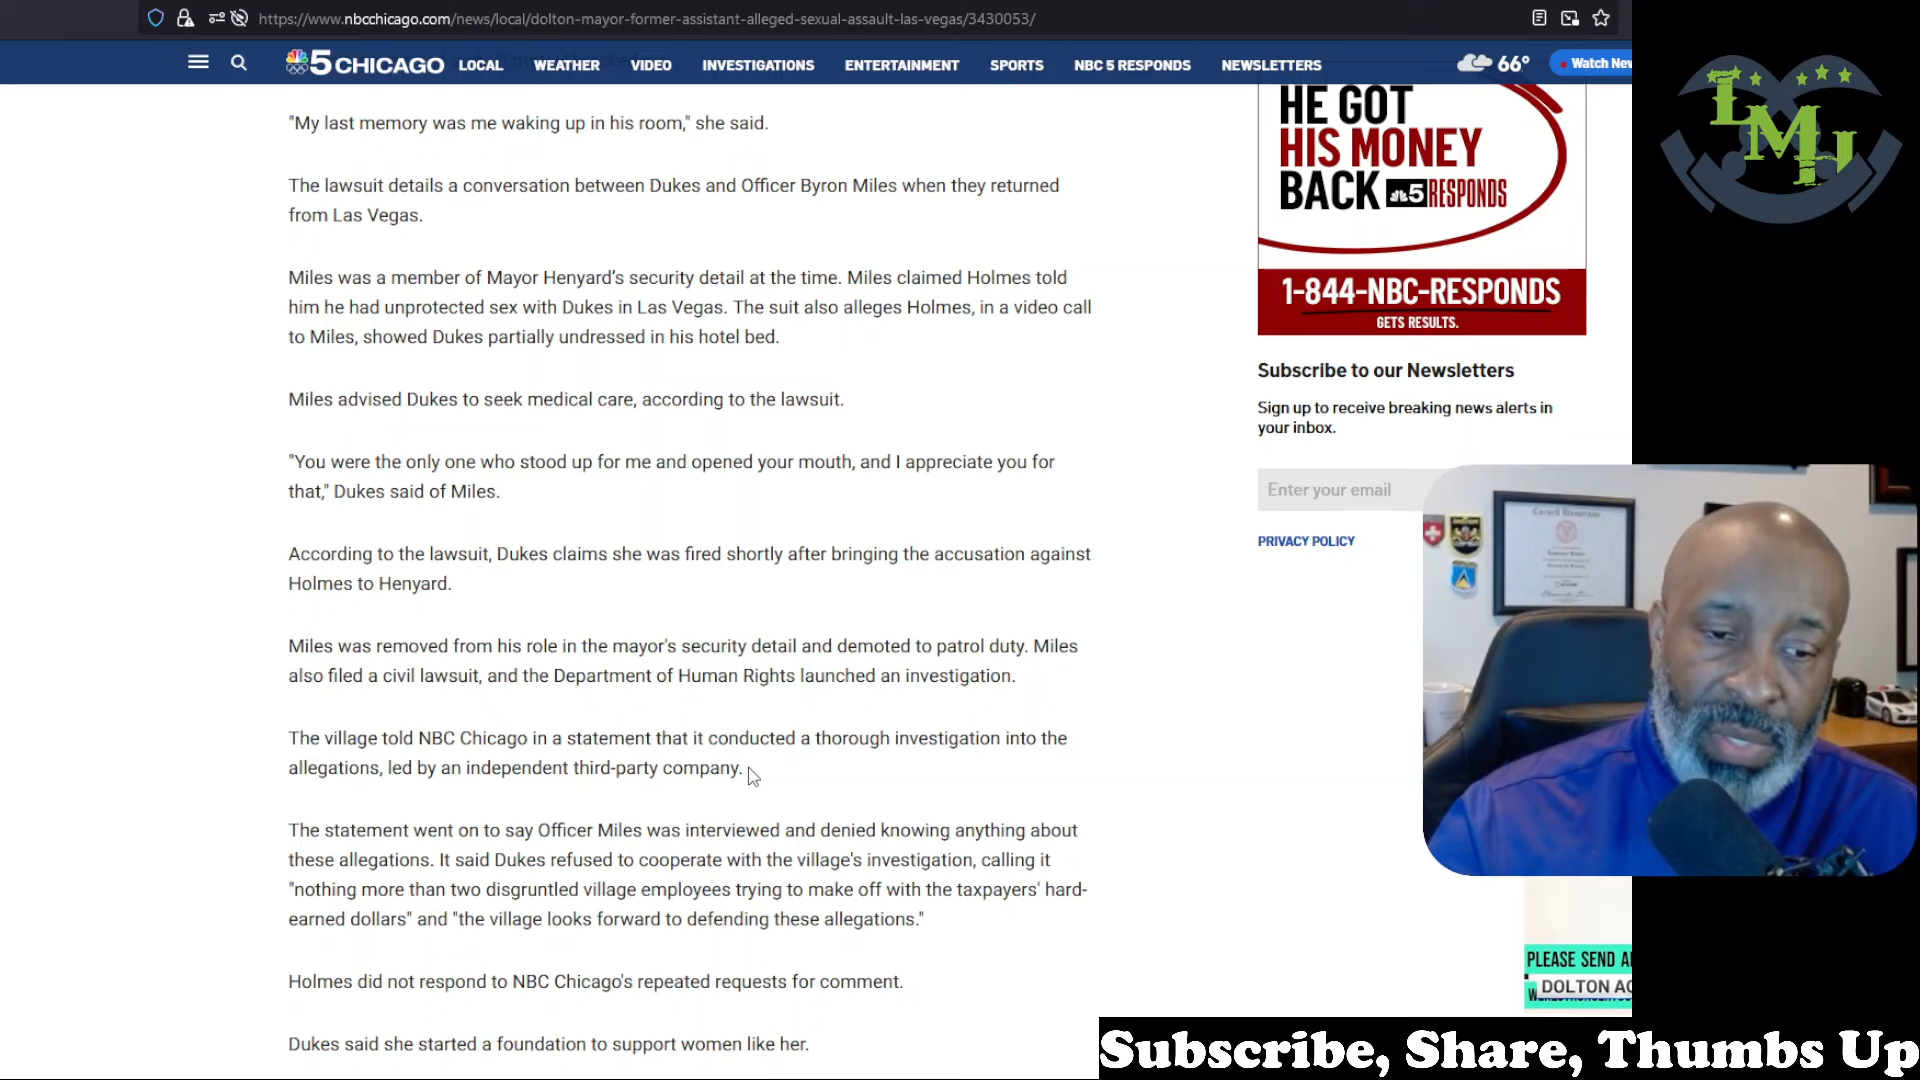 https://www.nbcchicago.com/news/local/dolton-mayor-former-assistant-alleged-sexual-assault-las-vegas/3430053/
5 CHICAGO LOCAL WEATHER VIDEO INVESTIGATIONS ENTERTAINMENT SPORTS NBC 5 RESPONDS NEWSLETTERS 66° Watch New
"My last memory was me waking up in his room," she said.
The lawsuit details a conversation between Dukes and Officer Byron Miles when they returned
from Las Vegas.
Miles was a member of Mayor Henyard’s security detail at the time. Miles claimed Holmes told
him he had unprotected sex with Dukes in Las Vegas. The suit also alleges Holmes, in a video call
to Miles, showed Dukes partially undressed in his hotel bed.
Miles advised Dukes to seek medical care, according to the lawsuit.
"You were the only one who stood up for me and opened your mouth, and I appreciate you for
that," Dukes said of Miles.
According to the lawsuit, Dukes claims she was fired shortly after bringing the accusation against
Holmes to Henyard.
Miles was removed from his role in the mayor's security detail and demoted to patrol duty. Miles
also filed a civil lawsuit, and the Department of Human Rights launched an investigation.
The village told NBC Chicago in a statement that it conducted a thorough investigation into the
allegations, led by an independent third-party company.
The statement went on to say Officer Miles was interviewed and denied knowing anything about
these allegations. It said Dukes refused to cooperate with the village's investigation, calling it
"nothing more than two disgruntled village employees trying to make off with the taxpayers' hard-
earned dollars" and "the village looks forward to defending these allegations."
Holmes did not respond to NBC Chicago's repeated requests for comment.
Dukes said she started a foundation to support women like her.
HE GOT
HIS MONEY
BACK 5 RESPONDS
1-844-NBC-RESPONDS
GETS RESULTS.
Subscribe to our Newsletters
Sign up to receive breaking news alerts in
your inbox.
Enter your email
PRIVACY POLICY
LMJ
Cornell University
PLEASE SEND
DOLTON
Subscribe, Share, Thumbs Up